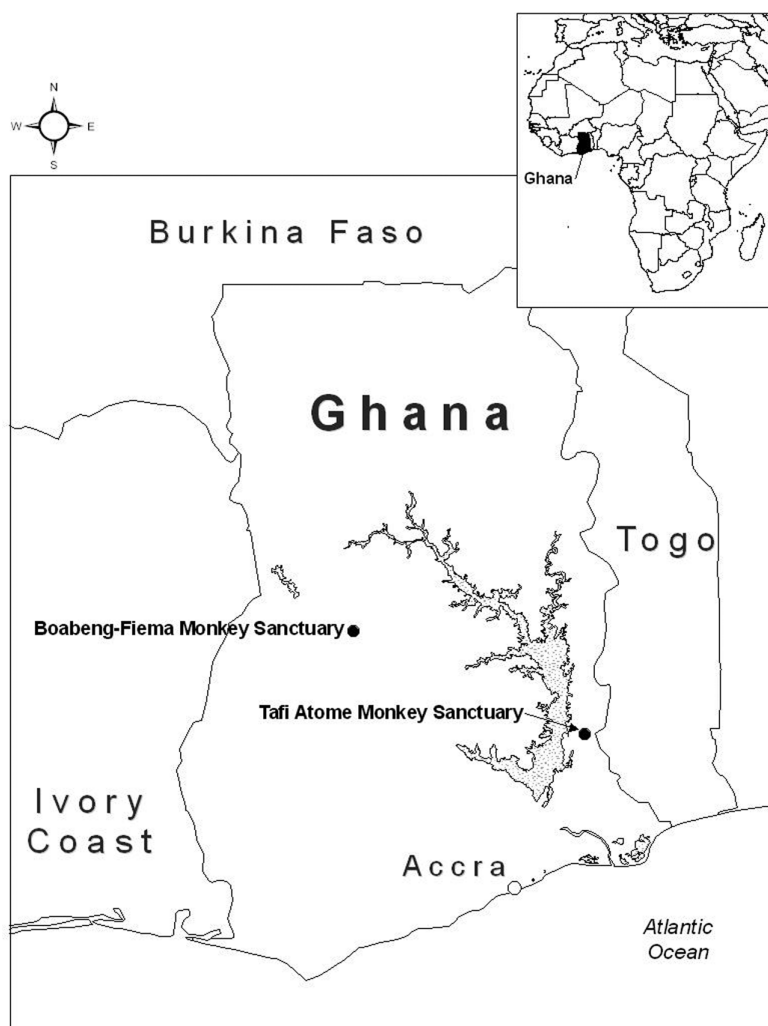 N
W E
S
Ghana
Burkina Faso
Ghana
Togo
Boabeng-Fiema Monkey Sanctuary
Tafi Atome Monkey Sanctuary
Ivory
Coast
Accra
Atlantic
Ocean